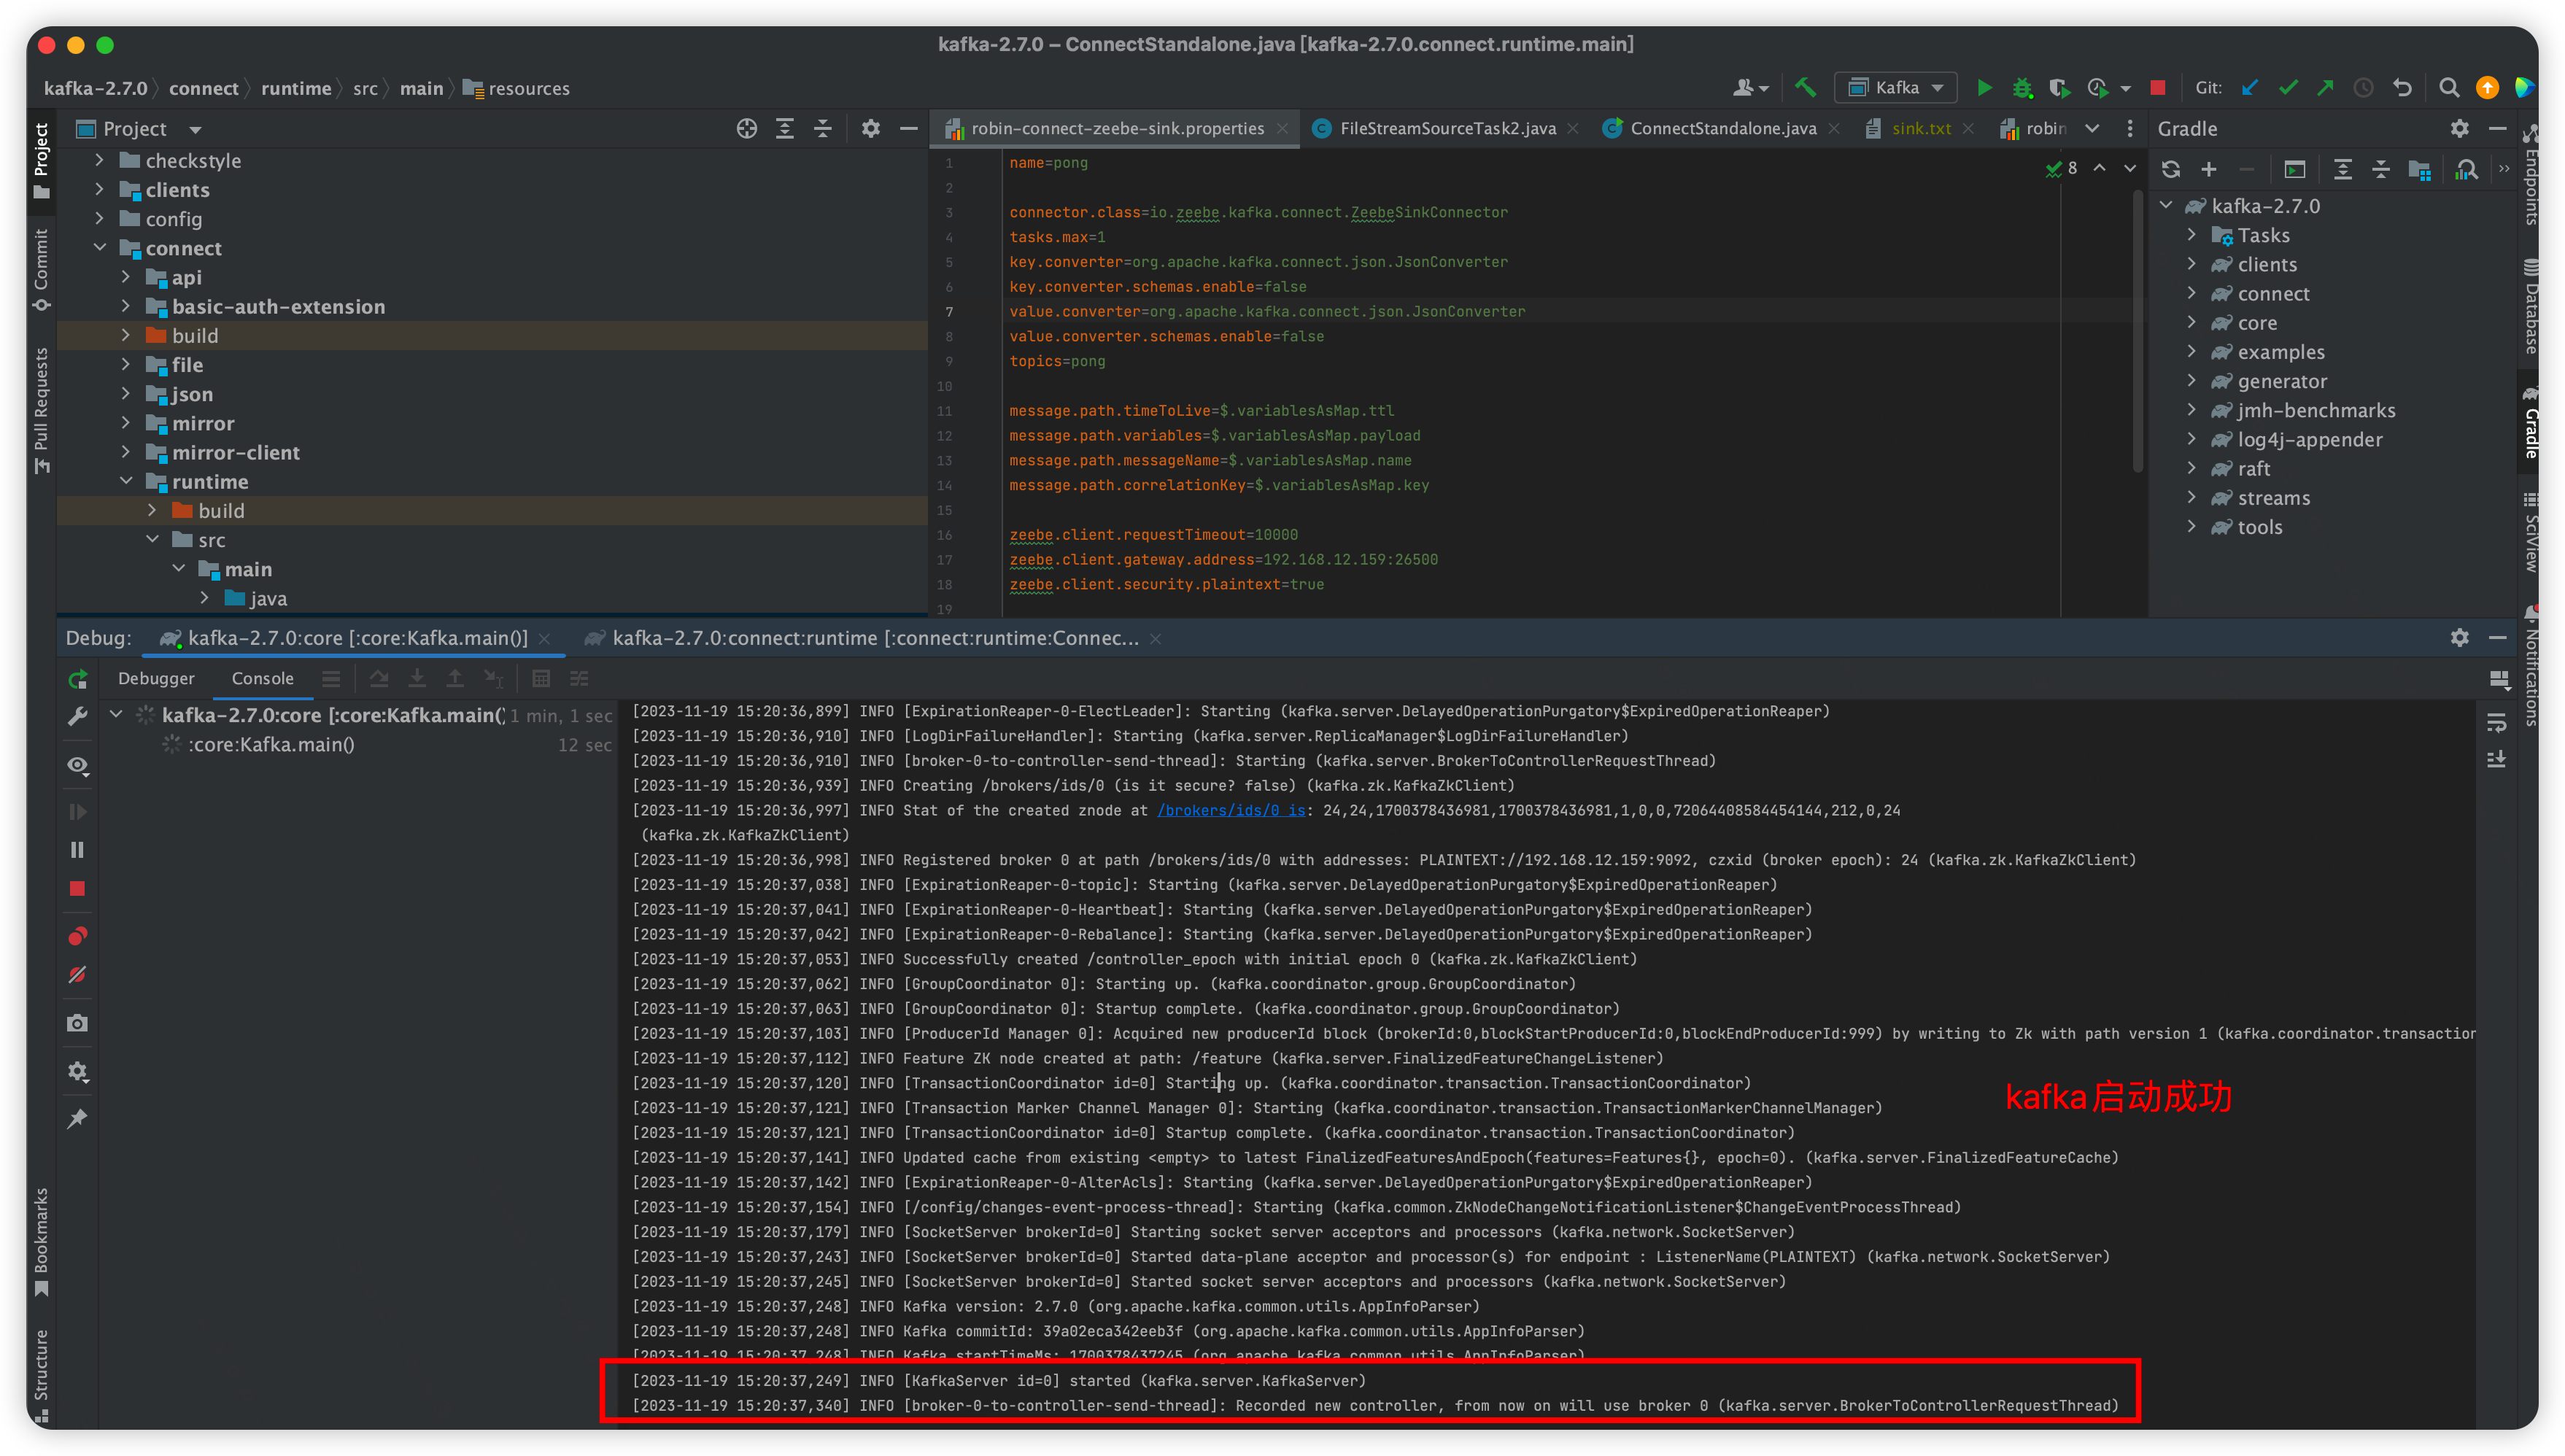 kafka-2.7.0 – ConnectStandalone.java [kafka-2.7.0.connect.runtime.main]
kafka-2.7.0 〉 connect 〉 runtime 〉 src 〉 main 〉 resources
Kafka
Git:
Project
Commit
Pull Requests
Bookmarks
Structure
Project
checkstyle
clients
config
connect
api
basic-auth-extension
build
file
json
mirror
mirror-client
runtime
build
src
main
java
robin-connect-zeebe-sink.properties
FileStreamSourceTask2.java
ConnectStandalone.java
sink.txt
robin
8
1 name=pong
2
3 connector.class=io.zeebe.kafka.connect.ZeebeSinkConnector
4 tasks.max=1
5 key.converter=org.apache.kafka.connect.json.JsonConverter
6 key.converter.schemas.enable=false
7 value.converter=org.apache.kafka.connect.json.JsonConverter
8 value.converter.schemas.enable=false
9 topics=pong
10
11 message.path.timeToLive=$.variablesAsMap.ttl
12 message.path.variables=$.variablesAsMap.payload
13 message.path.messageName=$.variablesAsMap.name
14 message.path.correlationKey=$.variablesAsMap.key
15
16 zeebe.client.requestTimeout=10000
17 zeebe.client.gateway.address=192.168.12.159:26500
18 zeebe.client.security.plaintext=true
19
Gradle
kafka-2.7.0
Tasks
clients
connect
core
examples
generator
jmh-benchmarks
log4j-appender
raft
streams
tools
Endpoints
Database
Gradle
SciView
Notifications
Debug: kafka-2.7.0:core [:core:Kafka.main()] kafka-2.7.0:connect:runtime [:connect:runtime:Connec...
Debugger Console
kafka-2.7.0:core [:core:Kafka.main() 1 min, 1 sec
:core:Kafka.main() 12 sec
[2023-11-19 15:20:36,899] INFO [ExpirationReaper-0-ElectLeader]: Starting (kafka.server.DelayedOperationPurgatory$ExpiredOperationReaper)
[2023-11-19 15:20:36,910] INFO [LogDirFailureHandler]: Starting (kafka.server.ReplicaManager$LogDirFailureHandler)
[2023-11-19 15:20:36,910] INFO [broker-0-to-controller-send-thread]: Starting (kafka.server.BrokerToControllerRequestThread)
[2023-11-19 15:20:36,939] INFO Creating /brokers/ids/0 (is it secure? false) (kafka.zk.KafkaZkClient)
[2023-11-19 15:20:36,997] INFO Stat of the created znode at /brokers/ids/0 is: 24,24,1700378436981,1700378436981,1,0,0,72064408584454144,212,0,24
(kafka.zk.KafkaZkClient)
[2023-11-19 15:20:36,998] INFO Registered broker 0 at path /brokers/ids/0 with addresses: PLAINTEXT://192.168.12.159:9092, czxid (broker epoch): 24 (kafka.zk.KafkaZkClient)
[2023-11-19 15:20:37,038] INFO [ExpirationReaper-0-topic]: Starting (kafka.server.DelayedOperationPurgatory$ExpiredOperationReaper)
[2023-11-19 15:20:37,041] INFO [ExpirationReaper-0-Heartbeat]: Starting (kafka.server.DelayedOperationPurgatory$ExpiredOperationReaper)
[2023-11-19 15:20:37,042] INFO [ExpirationReaper-0-Rebalance]: Starting (kafka.server.DelayedOperationPurgatory$ExpiredOperationReaper)
[2023-11-19 15:20:37,053] INFO Successfully created /controller_epoch with initial epoch 0 (kafka.zk.KafkaZkClient)
[2023-11-19 15:20:37,062] INFO [GroupCoordinator 0]: Starting up. (kafka.coordinator.group.GroupCoordinator)
[2023-11-19 15:20:37,063] INFO [GroupCoordinator 0]: Startup complete. (kafka.coordinator.group.GroupCoordinator)
[2023-11-19 15:20:37,103] INFO [ProducerId Manager 0]: Acquired new producerId block (brokerId:0,blockStartProducerId:0,blockEndProducerId:999) by writing to Zk with path version 1 (kafka.coordinator.transaction
[2023-11-19 15:20:37,112] INFO Feature ZK node created at path: /feature (kafka.server.FinalizedFeatureChangeListener)
[2023-11-19 15:20:37,120] INFO [TransactionCoordinator id=0] Starting up. (kafka.coordinator.transaction.TransactionCoordinator)
[2023-11-19 15:20:37,121] INFO [Transaction Marker Channel Manager 0]: Starting (kafka.coordinator.transaction.TransactionMarkerChannelManager)
[2023-11-19 15:20:37,121] INFO [TransactionCoordinator id=0] Startup complete. (kafka.coordinator.transaction.TransactionCoordinator)
[2023-11-19 15:20:37,141] INFO Updated cache from existing <empty> to latest FinalizedFeaturesAndEpoch(features=Features{}, epoch=0). (kafka.server.FinalizedFeatureCache)
[2023-11-19 15:20:37,142] INFO [ExpirationReaper-0-AlterAcls]: Starting (kafka.server.DelayedOperationPurgatory$ExpiredOperationReaper)
[2023-11-19 15:20:37,154] INFO [/config/changes-event-process-thread]: Starting (kafka.common.ZkNodeChangeNotificationListener$ChangeEventProcessThread)
[2023-11-19 15:20:37,179] INFO [SocketServer brokerId=0] Starting socket server acceptors and processors (kafka.network.SocketServer)
[2023-11-19 15:20:37,243] INFO [SocketServer brokerId=0] Started data-plane acceptor and processor(s) for endpoint : ListenerName(PLAINTEXT) (kafka.network.SocketServer)
[2023-11-19 15:20:37,245] INFO [SocketServer brokerId=0] Started socket server acceptors and processors (kafka.network.SocketServer)
[2023-11-19 15:20:37,248] INFO Kafka version: 2.7.0 (org.apache.kafka.common.utils.AppInfoParser)
[2023-11-19 15:20:37,248] INFO Kafka commitId: 39a02eca342eeb3f (org.apache.kafka.common.utils.AppInfoParser)
[2023-11-19 15:20:37,248] INFO Kafka startTimeMs: 1700378437245 (org.apache.kafka.common.utils.AppInfoParser)
[2023-11-19 15:20:37,249] INFO [KafkaServer id=0] started (kafka.server.KafkaServer)
[2023-11-19 15:20:37,340] INFO [broker-0-to-controller-send-thread]: Recorded new controller, from now on will use broker 0 (kafka.server.BrokerToControllerRequestThread)
kafka启动成功